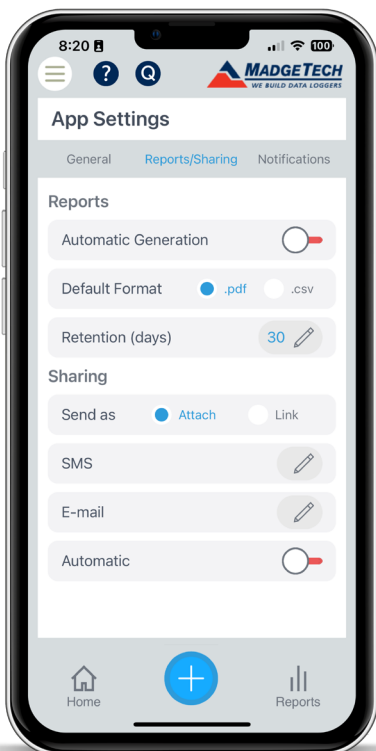 8:20 100
? Q MADGETECH
WE BUILD DATA LOGGERS
App Settings
General Reports/Sharing Notifications
Reports
Automatic Generation
Default Format .pdf .csv
Retention (days) 30
Sharing
Send as Attach Link
SMS
E-mail
Automatic
Home Reports